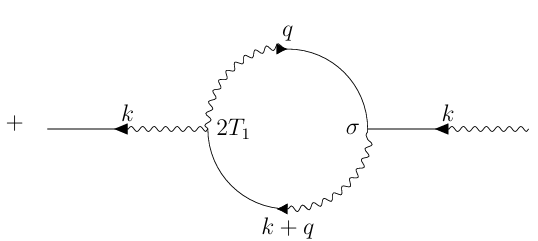 q
+
k
2T₁
σ
k
k + q